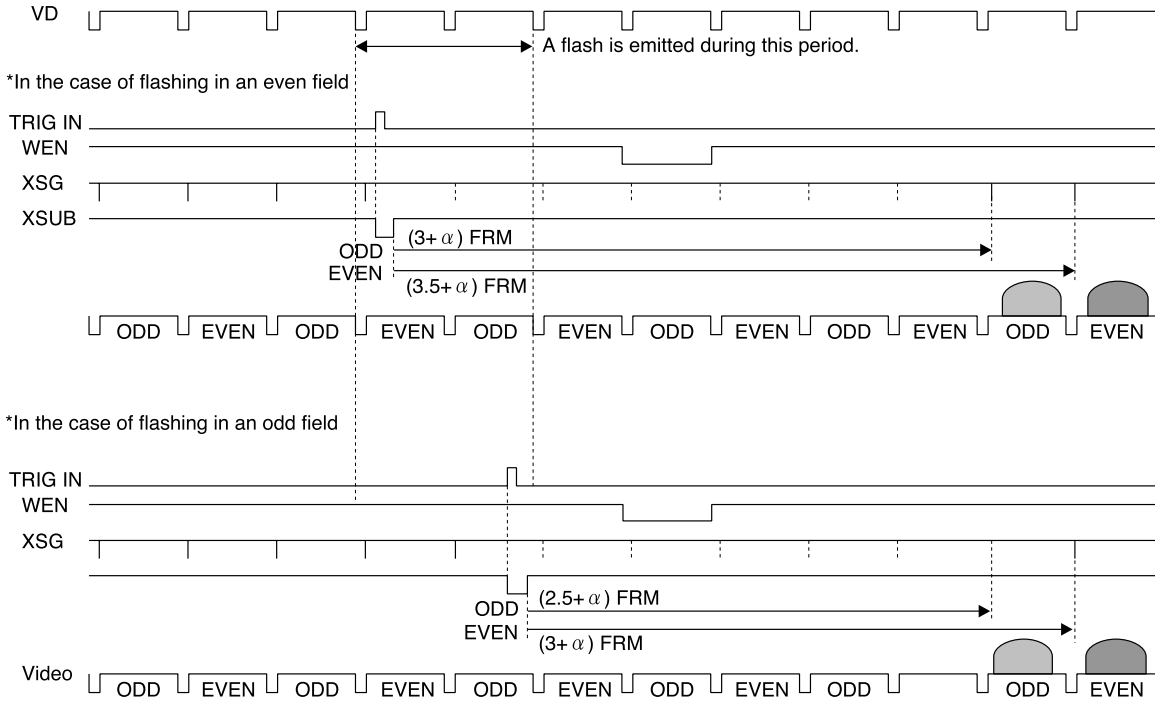 VD
A flash is emitted during this period.
*In the case of flashing in an even field
TRIG IN
WEN
XSG
XSUB
(3+ α) FRM
ODD
EVEN
(3.5+ α) FRM
ODD EVEN ODD EVEN ODD EVEN ODD EVEN ODD EVEN ODD EVEN
*In the case of flashing in an odd field
TRIG IN
WEN
XSG
(2.5+ α) FRM
ODD
EVEN
(3+ α) FRM
Video ODD EVEN ODD EVEN ODD EVEN ODD EVEN ODD ODD EVEN